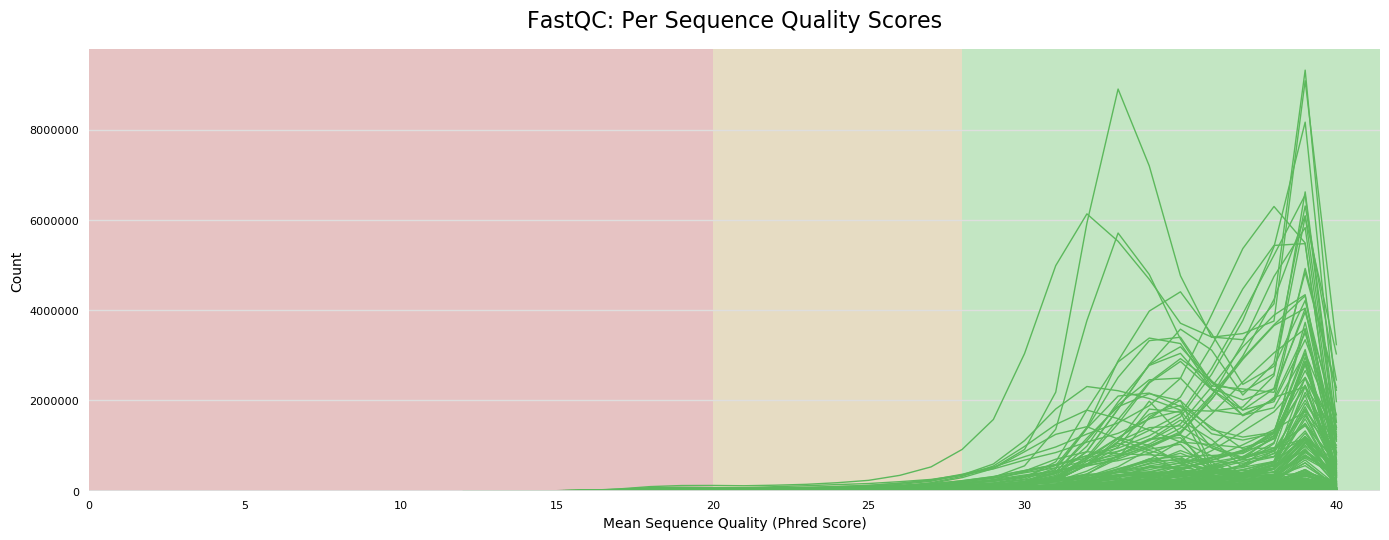 FastQC: Per Sequence Quality Scores
Count
8000000
6000000
4000000
2000000
0
0 5 10 15 20 25 30 35 40
Mean Sequence Quality (Phred Score)